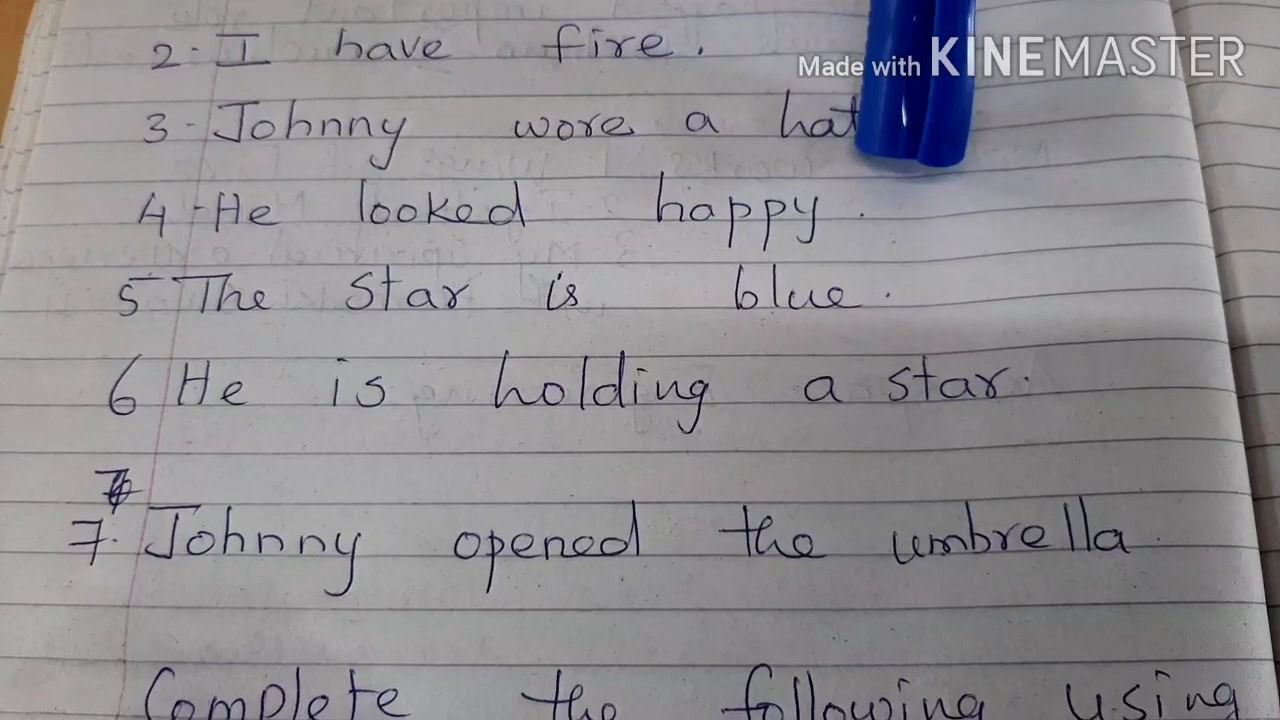 2. I have fire.
Made with KINEMASTER
3- Johnny wore a hat
4 - He looked happy.
5 The star is blue.
6 He is holding a star.
7. Johnny opened the umbrella.
Complete the following using